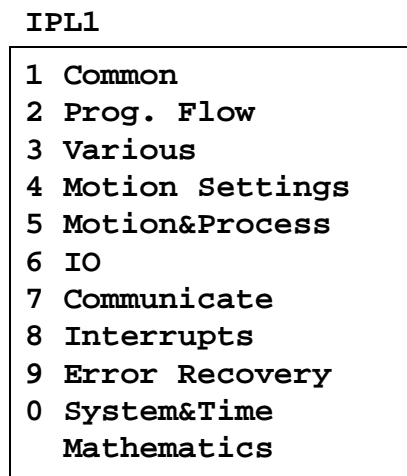 IPL1
1 Common
2 Prog. Flow
3 Various
4 Motion Settings
5 Motion&Process
6 IO
7 Communicate
8 Interrupts
9 Error Recovery
0 System&Time
Mathematics